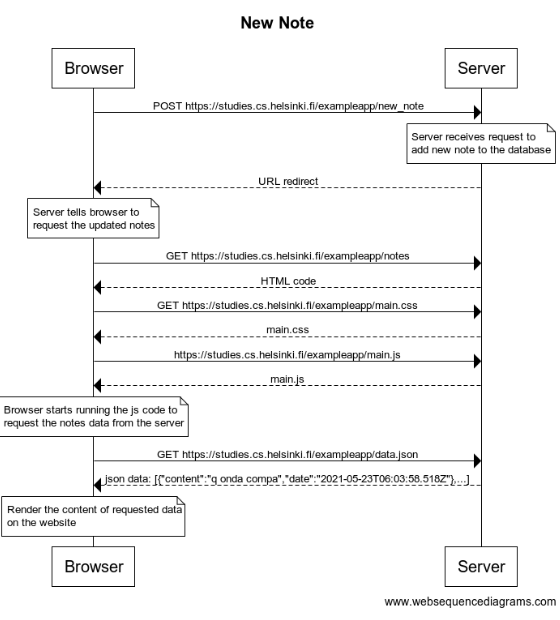 New Note
Browser
Server
POST https://studies.cs.helsinki.fi/exampleapp/new_note
Server receives request to
add new note to the database
URL redirect
Server tells browser to
request the updated notes
GET https://studies.cs.helsinki.fi/exampleapp/notes
HTML code
GET https://studies.cs.helsinki.fi/exampleapp/main.css
main.css
https://studies.cs.helsinki.fi/exampleapp/main.js
main.js
Browser starts running the js code to
request the notes data from the server
GET https://studies.cs.helsinki.fi/exampleapp/data.json
json data: [{"content":"q onda compa","date":"2021-05-23T06:03:58.518Z"},...]
Render the content of requested data
on the website
Browser
Server
www.websequencediagrams.com